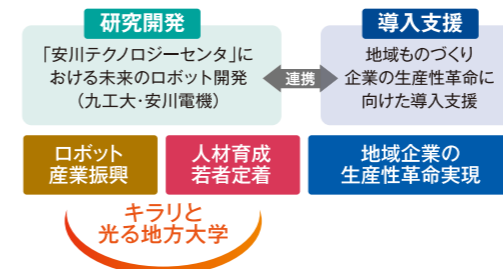 研究開発
「安川テクノロジーセンタ」に
おける未来のロボット開発
（九工大・安川電機）
連携
導入支援
地域ものづくり
企業の生産性革命に
向けた導入支援
ロボット
産業振興
人材育成
若者定着
地域企業の
生産性革命実現
キラリと
光る地方大学